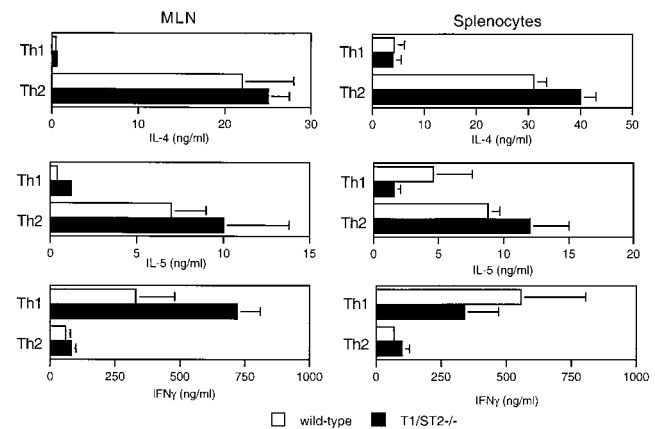 MLN
Splenocytes
Th1
Th2
0 10 20 30
IL-4 (ng/ml)
Th1
Th2
0 10 20 30 40 50
IL-4 (ng/ml)
Th1
Th2
0 5 10 15
IL-5 (ng/ml)
Th1
Th2
0 5 10 15 20
IL-5 (ng/ml)
Th1
Th2
0 250 500 750 1000
IFNγ (ng/ml)
Th1
Th2
0 250 500 750 1000
IFNγ (ng/ml)
wild-type T1/ST2-/-